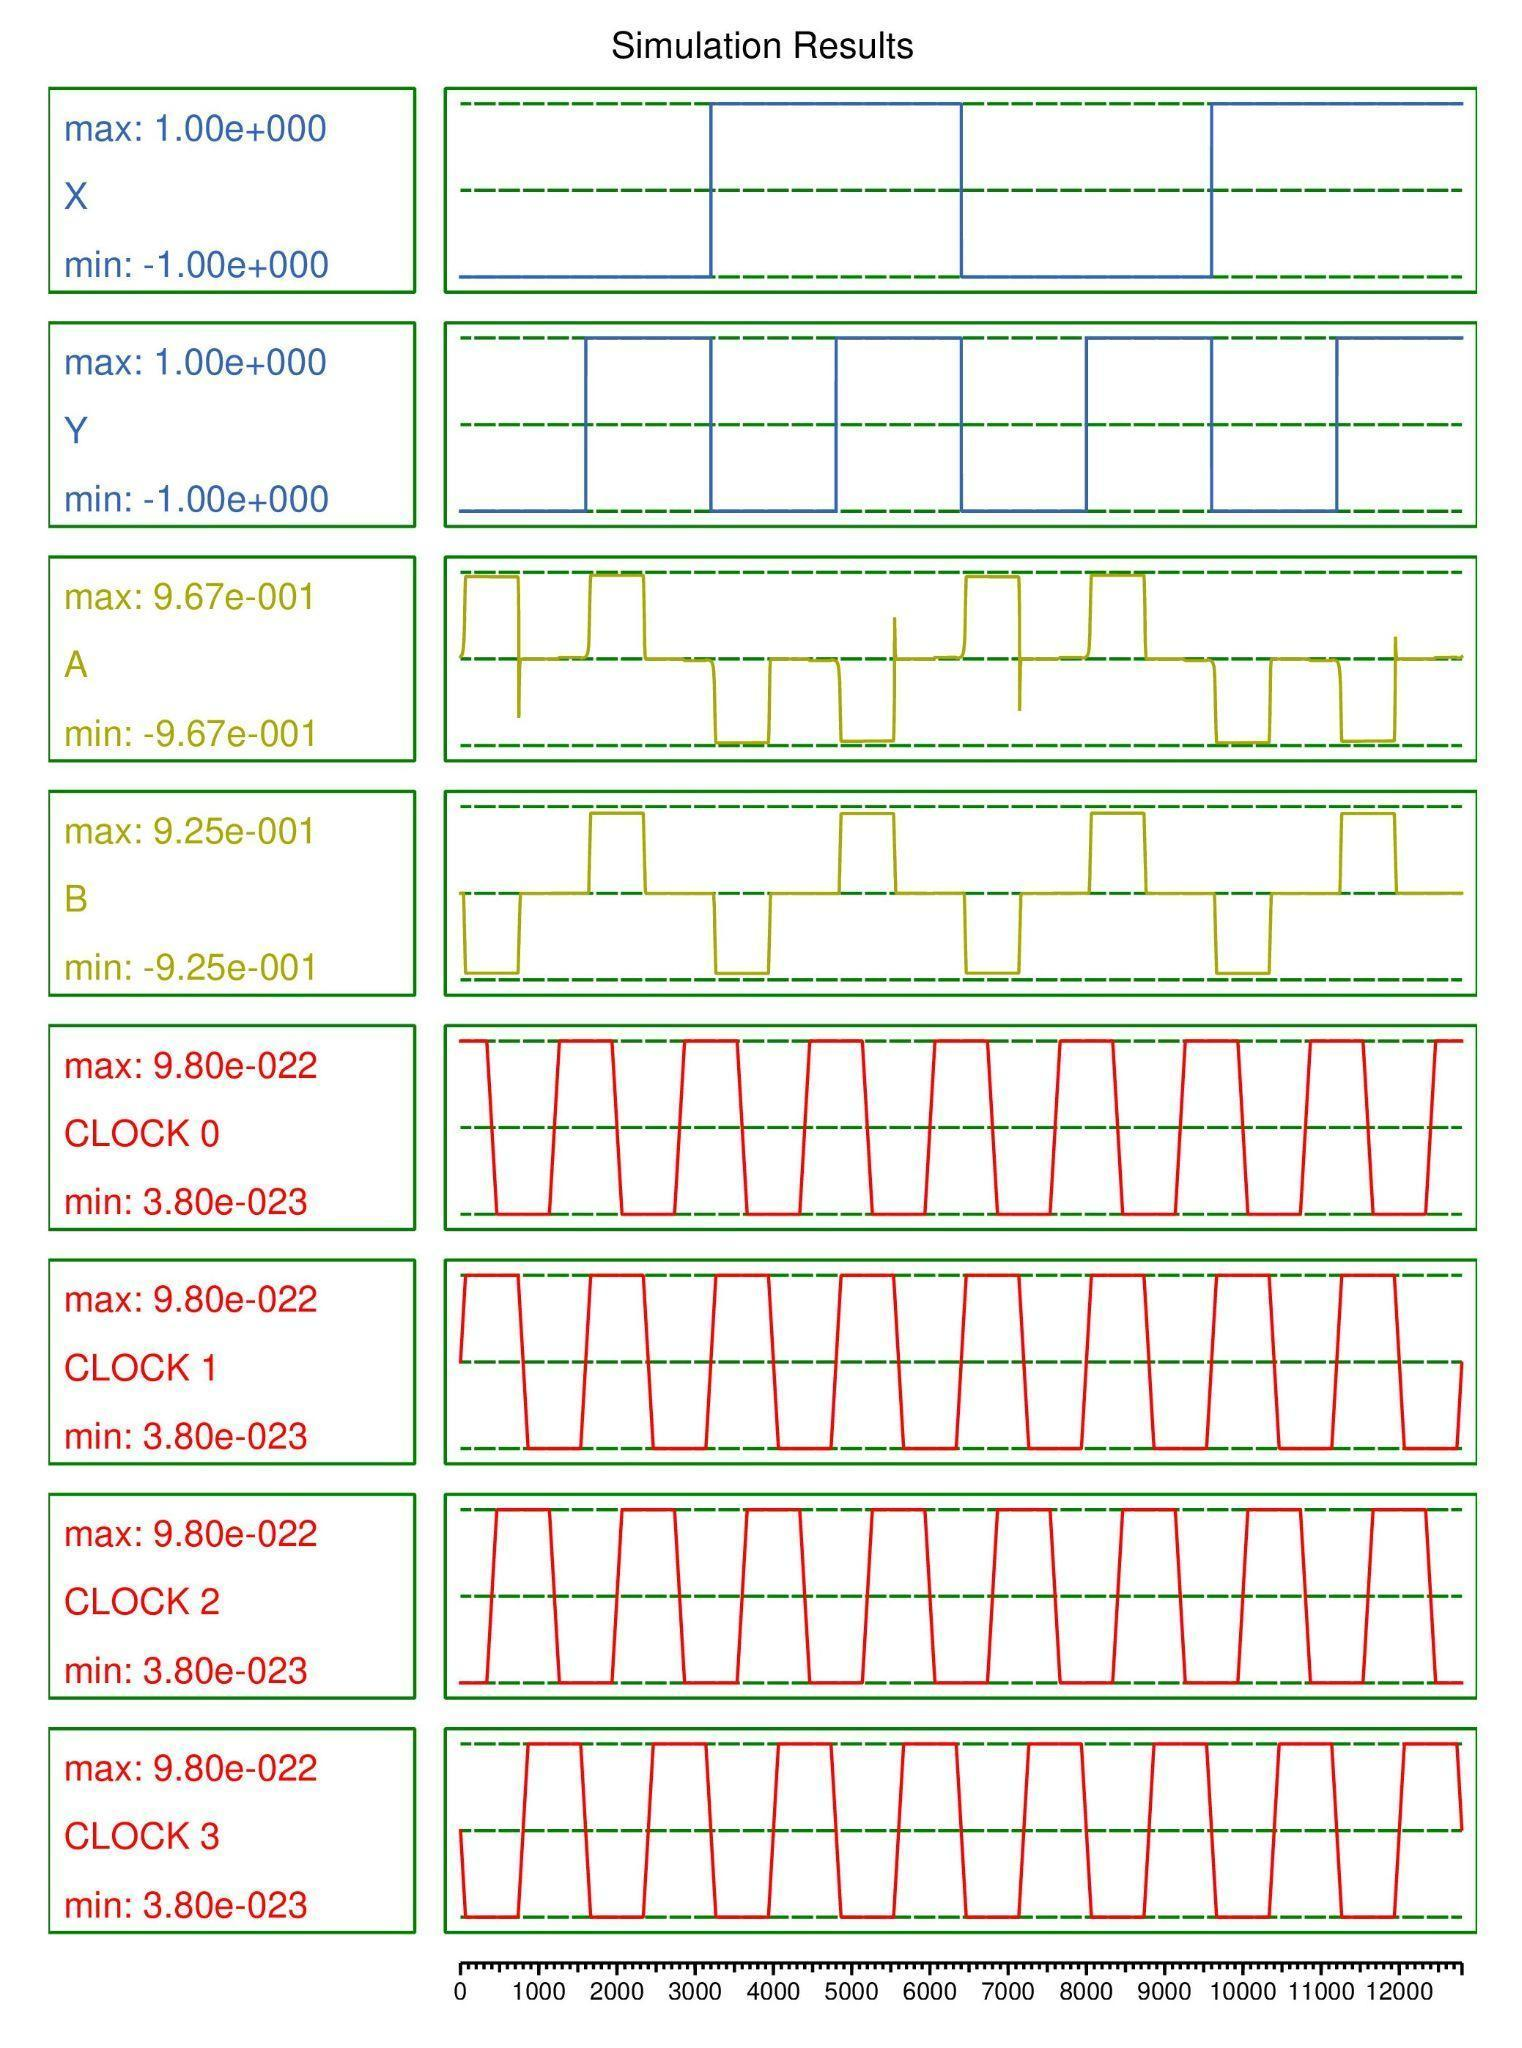 Simulation Results
max: 1.00e+000
X
min: -1.00e+000
max: 1.00e+000
Y
min: -1.00e+000
max: 9.67e-001
A
min: -9.67e-001
max: 9.25e-001
B
min: -9.25e-001
max: 9.80e-022
CLOCK 0
min: 3.80e-023
max: 9.80e-022
CLOCK 1
min: 3.80e-023
max: 9.80e-022
CLOCK 2
min: 3.80e-023
max: 9.80e-022
CLOCK 3
min: 3.80e-023
0 1000 2000 3000 4000 5000 6000 7000 8000 9000 10000 11000 12000